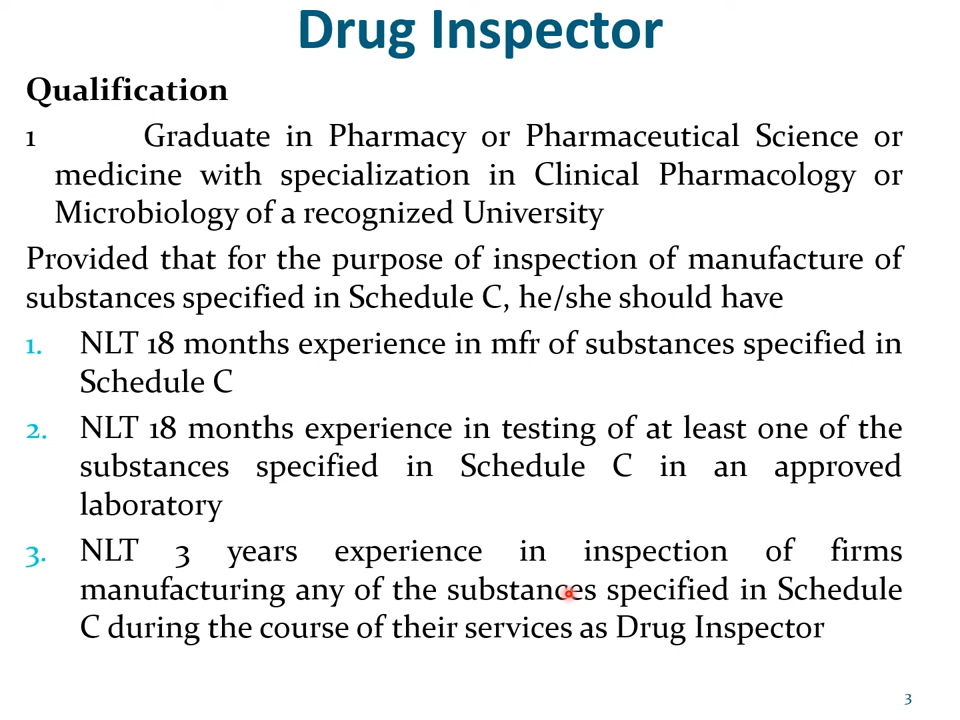 Drug Inspector
Qualification
1 Graduate in Pharmacy or Pharmaceutical Science or
medicine with specialization in Clinical Pharmacology or
Microbiology of a recognized University
Provided that for the purpose of inspection of manufacture of
substances specified in Schedule C, he/she should have
1. NLT 18 months experience in mfr of substances specified in
Schedule C
2. NLT 18 months experience in testing of at least one of the
substances specified in Schedule C in an approved
laboratory
3. NLT 3 years experience in inspection of firms
manufacturing any of the substances specified in Schedule
C during the course of their services as Drug Inspector
3